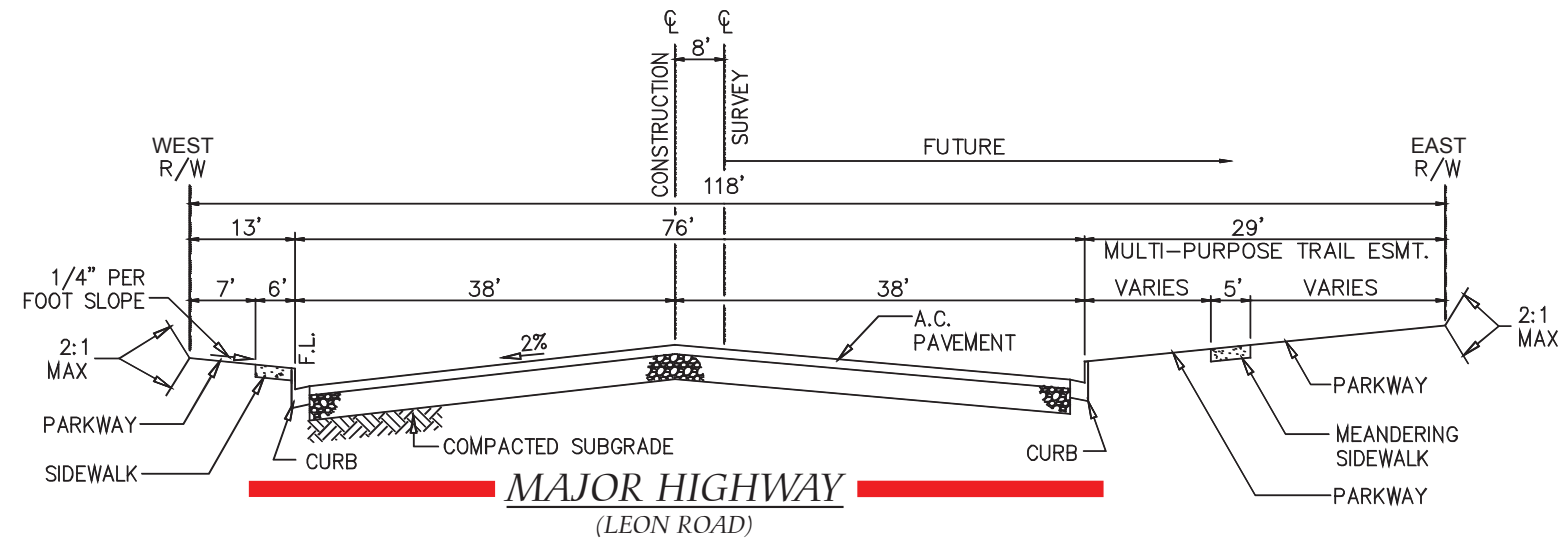 ℄ ℄
8'
CONSTRUCTION
SURVEY
WEST
R/W
FUTURE
EAST
R/W
118'
13'
76'
29'
MULTI-PURPOSE TRAIL ESMT.
1/4" PER
FOOT SLOPE
7'
6'
38'
38'
VARIES
5'
VARIES
2:1
MAX
F.L.
2%
A.C.
PAVEMENT
2:1
MAX
PARKWAY
SIDEWALK
CURB
COMPACTED SUBGRADE
CURB
PARKWAY
MEANDERING
SIDEWALK
PARKWAY
MAJOR HIGHWAY
(LEON ROAD)